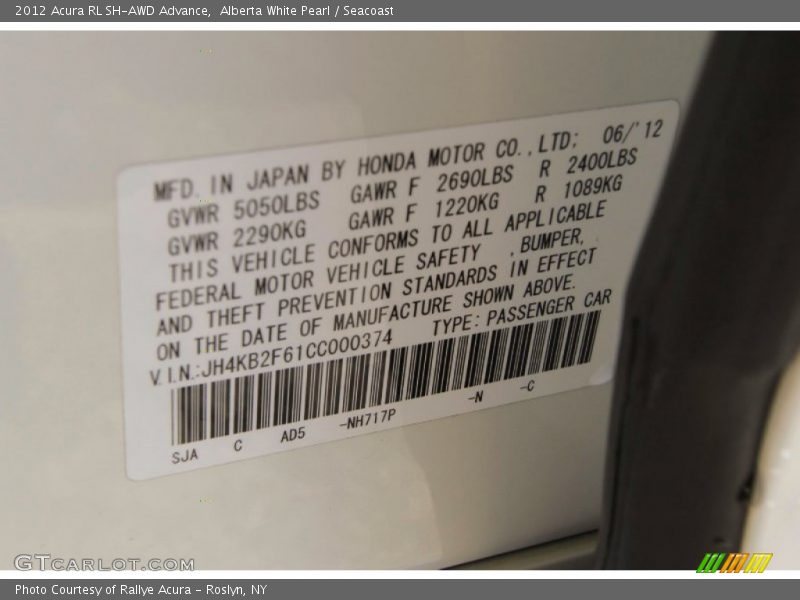 2012 Acura RL SH-AWD Advance,  Alberta White Pearl / Seacoast
MFD. IN JAPAN BY HONDA MOTOR CO.,LTD; 06/'12
GVWR 5050LBS GAWR F 2690LBS R 2400LBS
GVWR 2290KG GAWR F 1220KG R 1089KG
THIS VEHICLE CONFORMS TO ALL APPLICABLE
FEDERAL MOTOR VEHICLE SAFETY ,BUMPER,
AND THEFT PREVENTION STANDARDS IN EFFECT
ON THE DATE OF MANUFACTURE SHOWN ABOVE.
V.I.N.:JH4KB2F61CC000374 TYPE: PASSENGER CAR
SJA C AD5 -NH717P -N -C
GTCARLOT.COM
Photo Courtesy of Rallye Acura - Roslyn, NY